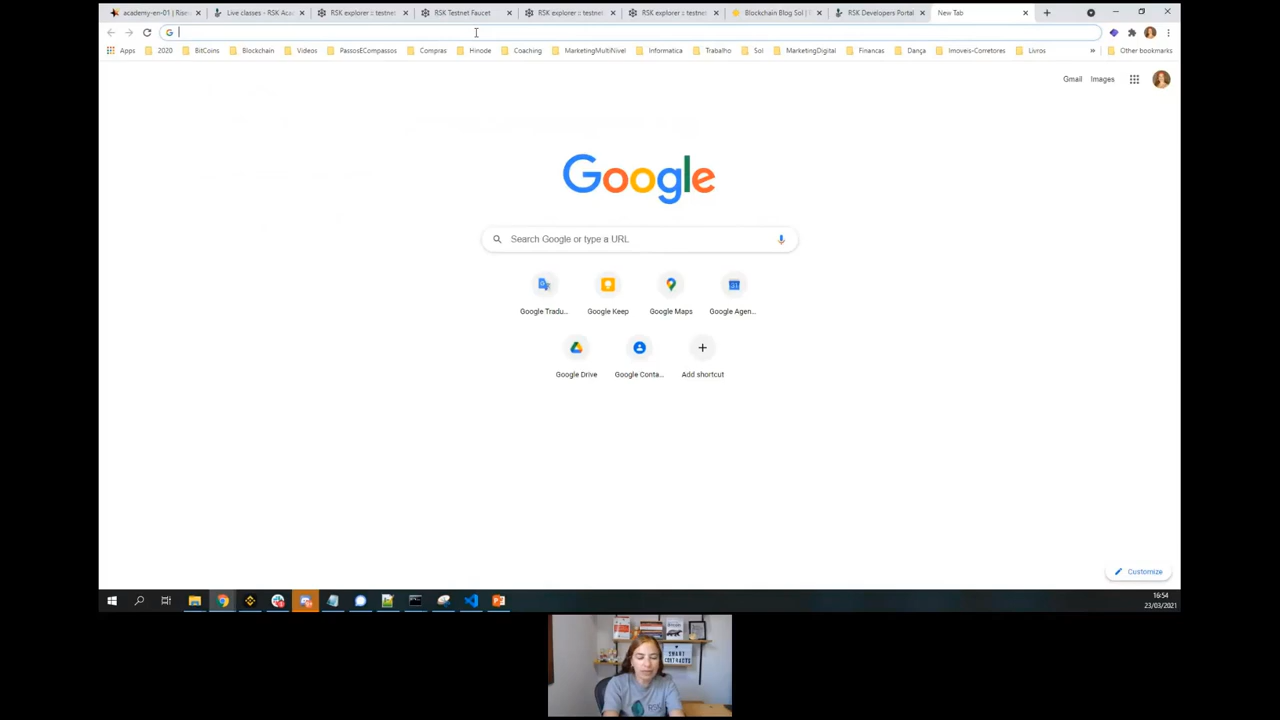 academy-en-01 | Rise
Live classes - RSK Aca
RSK explorer :: testnet
RSK Testnet Faucet
RSK explorer :: testnet
RSK explorer :: testnet
Blockchain Blog Sol |
RSK Developers Portal
New Tab
Apps
2020
BitCoins
Blockchain
Videos
PassosECompassos
Compras
Hinode
Coaching
MarketingMultiNivel
Informatica
Trabalho
Sol
MarketingDigital
Financas
Dança
Imoveis-Corretores
Livros
»
Other bookmarks
Gmail
Images
Google
Search Google or type a URL
Google Tradu...
Google Keep
Google Maps
Google Agen...
Google Drive
Google Conta...
Add shortcut
Customize
16:54
23/03/2021
SMART
CONTRACTS
RSK